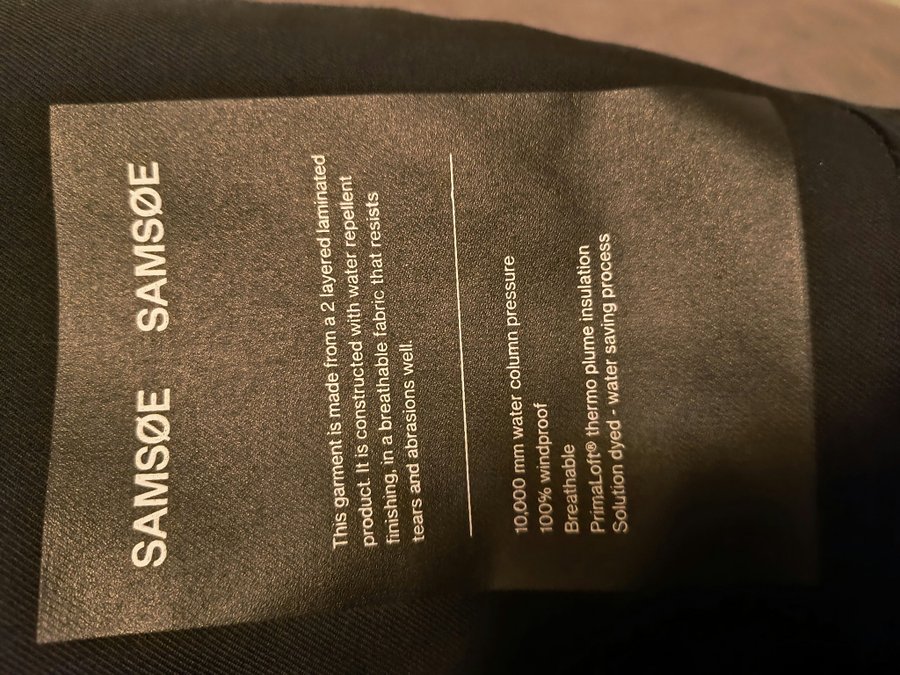 SAMSØE SAMSØE
This garment is made from a 2 layered laminated
product. It is constructed with water repellent
finishing, in a breathable fabric that resists
tears and abrasions well.
10,000 mm water column pressure
100% windproof
Breathable
PrimaLoft® thermo plume insulation
Solution dyed - water saving process